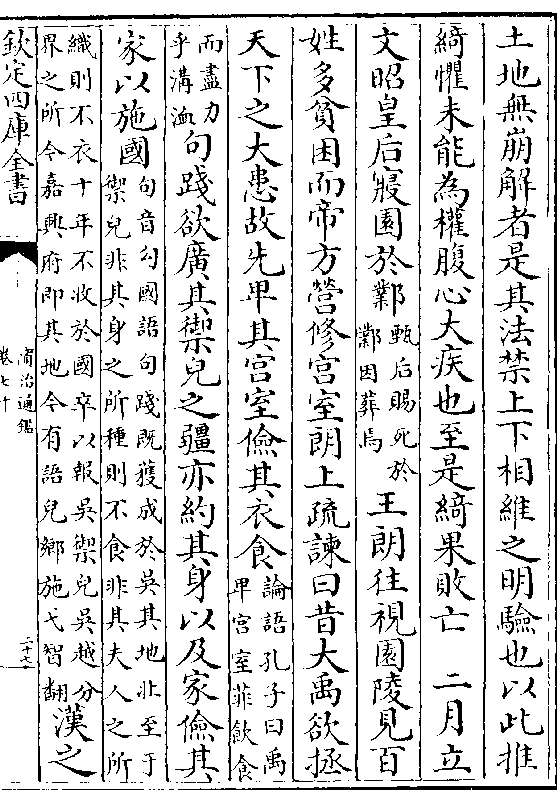 土地無崩解者是其法禁上下相維之明驗也以此推
綺懼未能為權腹心大疾也至是綺果敗亡　二月立
文昭皇后寢園於鄴甄后賜死於
鄴因葬焉王朗往視園陵見百
姓多貧困而帝方營修宮室朗上疏諫曰昔大禹欲拯
天下之大患故先卑其宮室儉其衣食論語孔子曰禹
卑宮室菲飲食
而盡力
乎溝洫句踐欲廣其禦兒之疆亦約其身以及家儉其
家以施國句音勾國語句踐既獲成於吳其地北至于
禦兒非其身之所種則不食非其夫人之所
織則不衣十年不收於國卒以報吳禦兒吳越分
界之所今嘉興府即其地今有語兒鄉施弋智翻漢之
欽定四庫全書
資治通鑑
卷七十
二十七